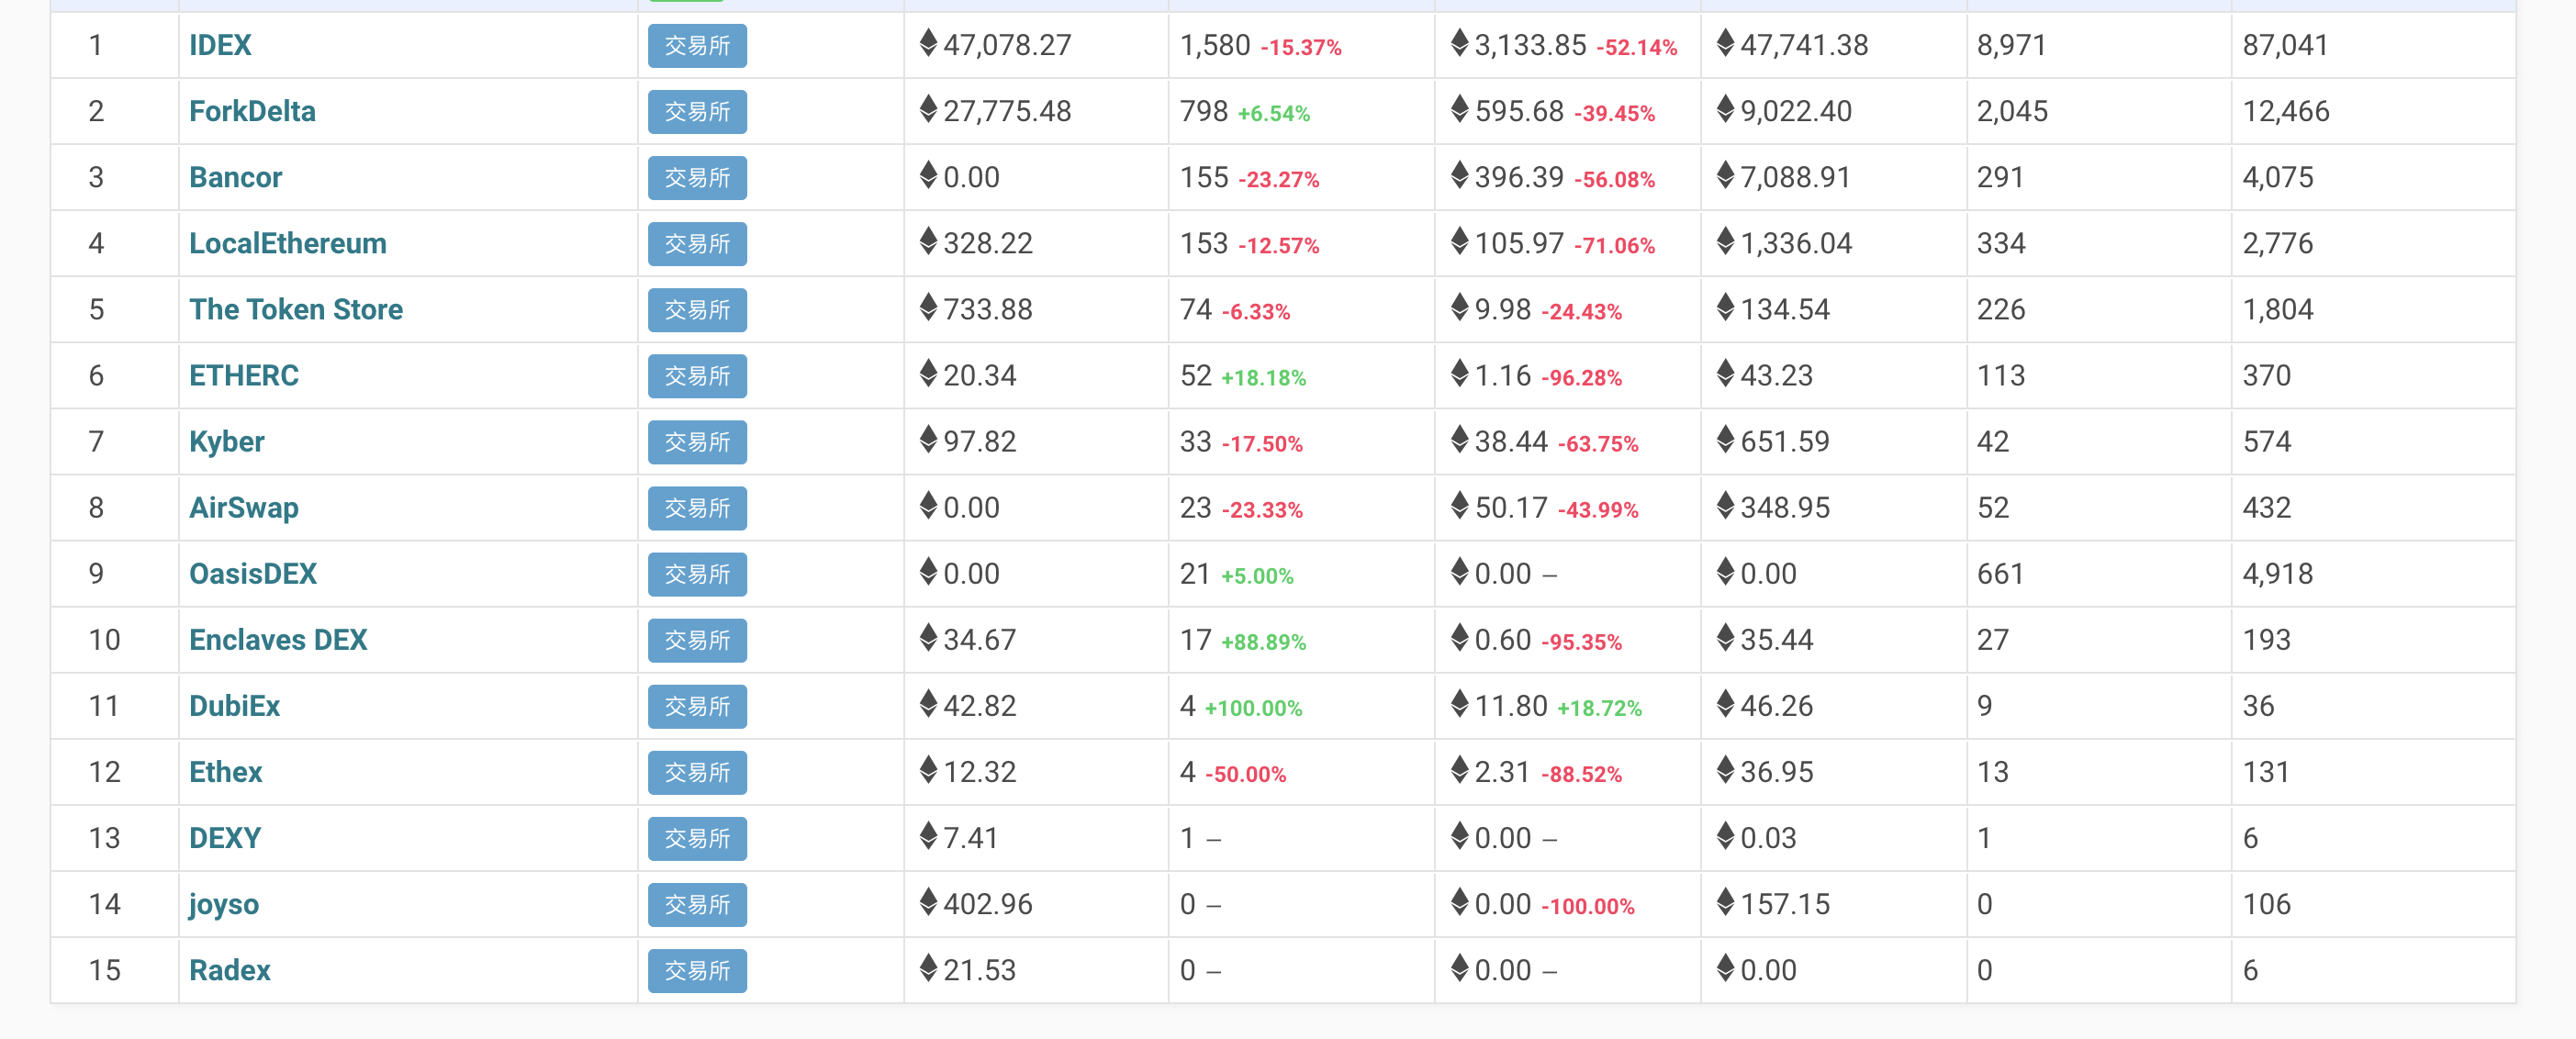 1 IDEX 交易所 47,078.27 1,580 -15.37% 3,133.85 -52.14% 47,741.38 8,971 87,041
2 ForkDelta 交易所 27,775.48 798 +6.54% 595.68 -39.45% 9,022.40 2,045 12,466
3 Bancor 交易所 0.00 155 -23.27% 396.39 -56.08% 7,088.91 291 4,075
4 LocalEthereum 交易所 328.22 153 -12.57% 105.97 -71.06% 1,336.04 334 2,776
5 The Token Store 交易所 733.88 74 -6.33% 9.98 -24.43% 134.54 226 1,804
6 ETHERC 交易所 20.34 52 +18.18% 1.16 -96.28% 43.23 113 370
7 Kyber 交易所 97.82 33 -17.50% 38.44 -63.75% 651.59 42 574
8 AirSwap 交易所 0.00 23 -23.33% 50.17 -43.99% 348.95 52 432
9 OasisDEX 交易所 0.00 21 +5.00% 0.00 – 0.00 661 4,918
10 Enclaves DEX 交易所 34.67 17 +88.89% 0.60 -95.35% 35.44 27 193
11 DubiEx 交易所 42.82 4 +100.00% 11.80 +18.72% 46.26 9 36
12 Ethex 交易所 12.32 4 -50.00% 2.31 -88.52% 36.95 13 131
13 DEXY 交易所 7.41 1 – 0.00 – 0.03 1 6
14 joyso 交易所 402.96 0 – 0.00 -100.00% 157.15 0 106
15 Radex 交易所 21.53 0 – 0.00 – 0.00 0 6